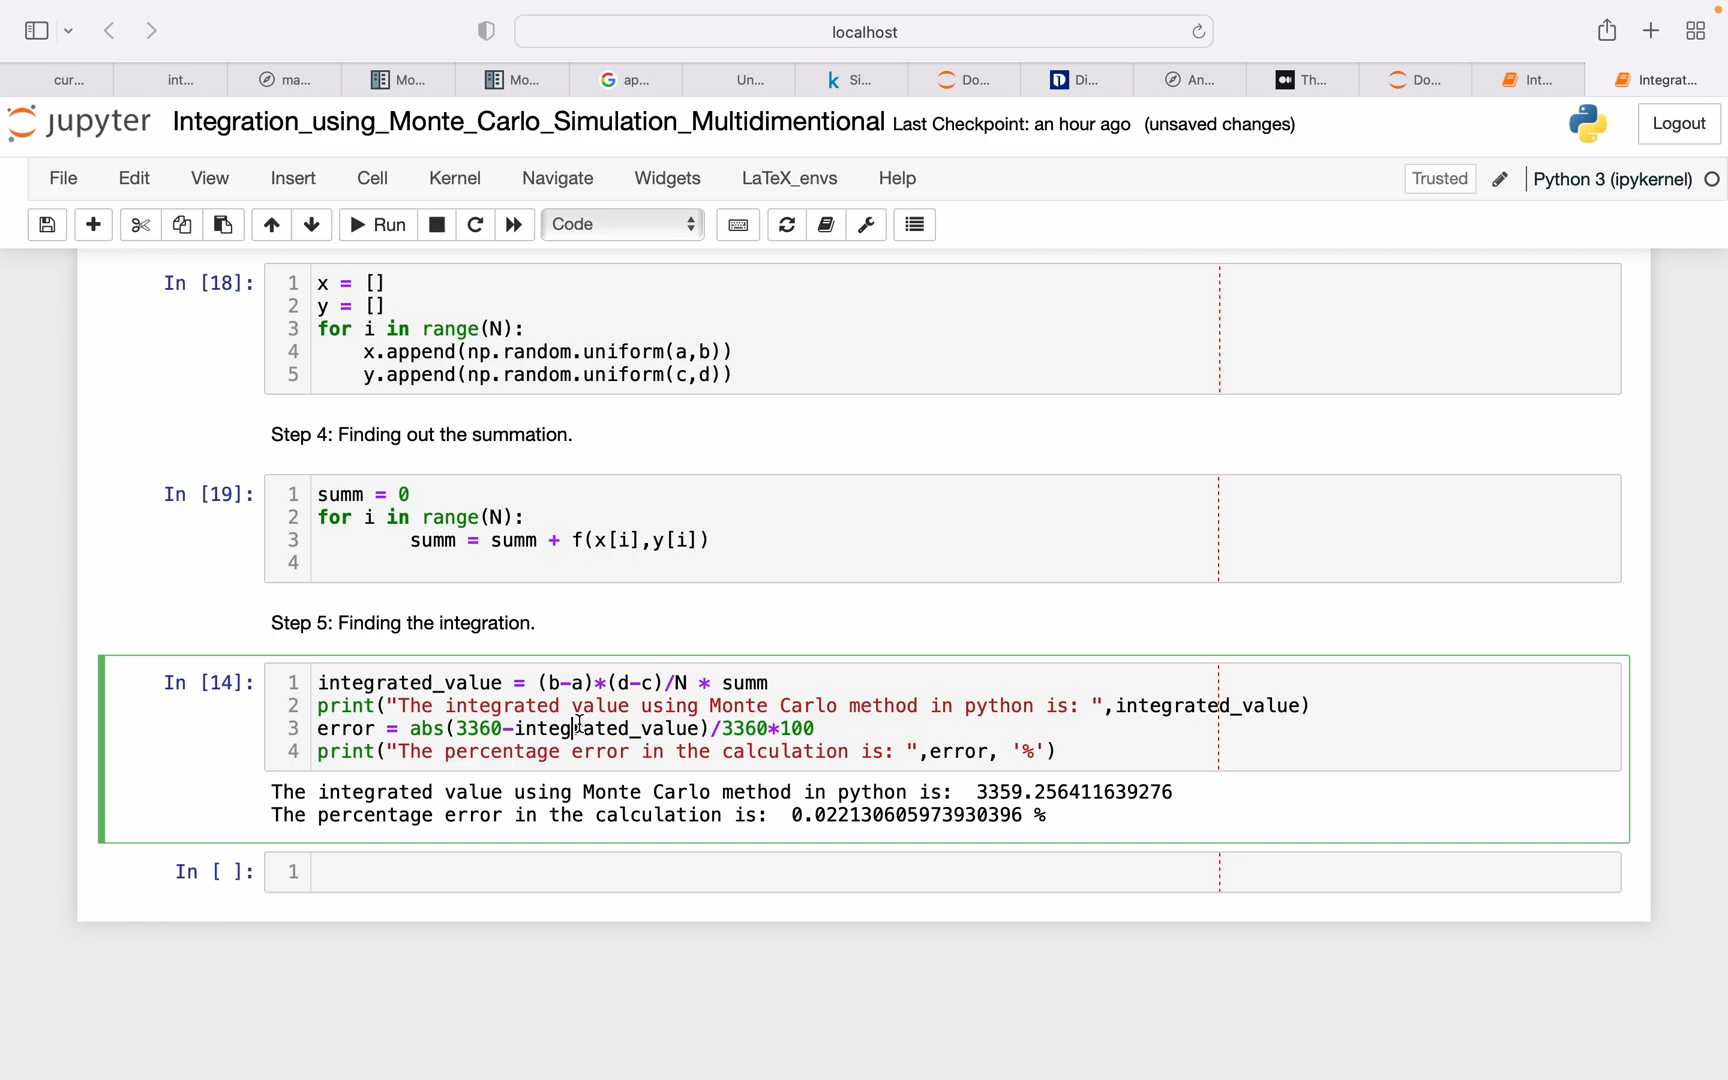 localhost
cur...
int...
ma...
Mo...
Mo...
ap...
Un...
Si...
Do...
Di...
An...
Th...
Do...
Int...
Integrat...
jupyter Integration_using_Monte_Carlo_Simulation_Multidimentional Last Checkpoint: an hour ago (unsaved changes)
Logout
File Edit View Insert Cell Kernel Navigate Widgets LaTeX_envs Help
Trusted
Python 3 (ipykernel)
Run
Code
In [18]:
1 x = []
2 y = []
3 for i in range(N):
4     x.append(np.random.uniform(a,b))
5     y.append(np.random.uniform(c,d))
Step 4: Finding out the summation.
In [19]:
1 summ = 0
2 for i in range(N):
3         summ = summ + f(x[i],y[i])
4
Step 5: Finding the integration.
In [14]:
1 integrated_value = (b-a)*(d-c)/N * summ
2 print("The integrated value using Monte Carlo method in python is: ",integrated_value)
3 error = abs(3360-integrated_value)/3360*100
4 print("The percentage error in the calculation is: ",error, '%')
The integrated value using Monte Carlo method in python is:  3359.256411639276
The percentage error in the calculation is:  0.022130605973930396 %
In [ ]:
1